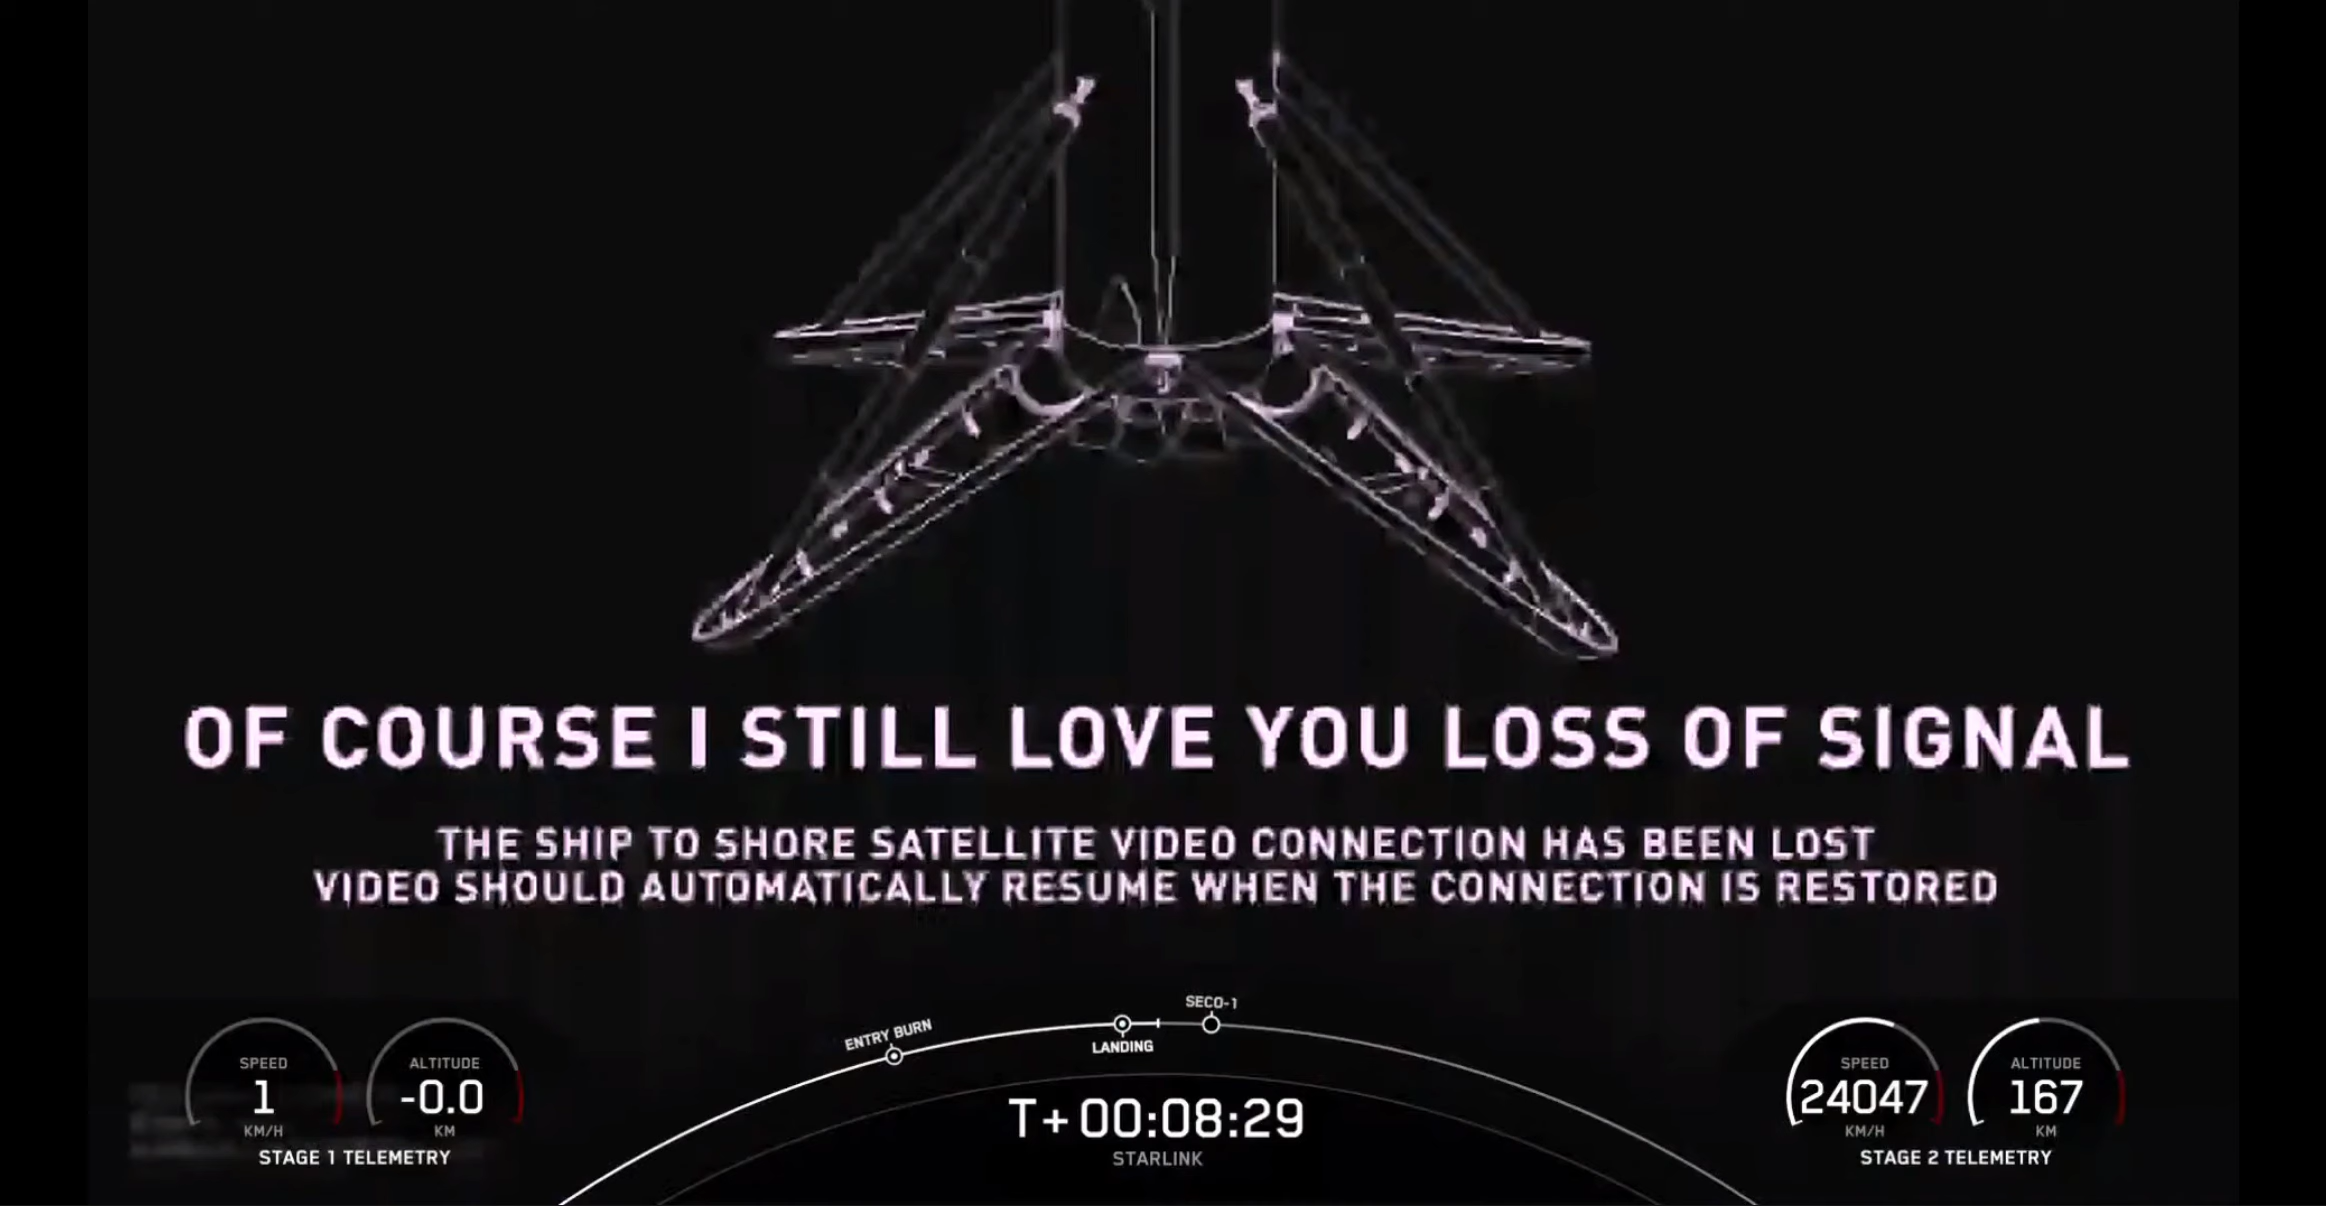 OF COURSE I STILL LOVE YOU LOSS OF SIGNAL
THE SHIP TO SHORE SATELLITE VIDEO CONNECTION HAS BEEN LOST
VIDEO SHOULD AUTOMATICALLY RESUME WHEN THE CONNECTION IS RESTORED
SPEED
1
KM/H
ALTITUDE
-0.0
KM
STAGE 1 TELEMETRY
ENTRY BURN
LANDING
SECO-1
T+00:08:29
STARLINK
SPEED
24047
KM/H
ALTITUDE
167
KM
STAGE 2 TELEMETRY